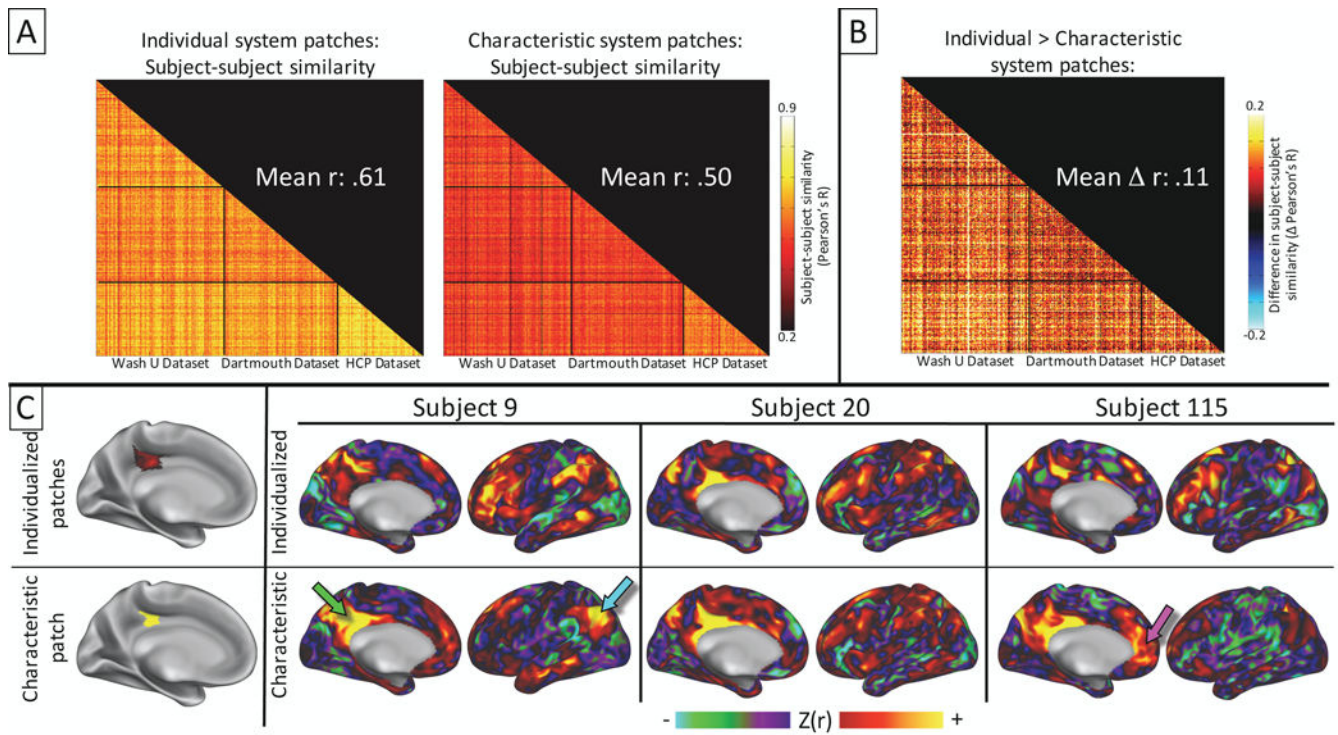 A
Individual system patches:
Subject-subject similarity
Mean r: .61
Wash U Dataset
Dartmouth Dataset
HCP Dataset
Characteristic system patches:
Subject-subject similarity
Mean r: .50
Wash U Dataset
Dartmouth Dataset
HCP Dataset
0.9
0.2
Subject-subject similarity
(Pearson's R)
B
Individual > Characteristic
system patches:
Mean Δ r: .11
Wash U Dataset
Dartmouth Dataset
HCP Dataset
0.2
-0.2
Difference in subject-subject
similarity (Δ Pearson's R)
C
Subject 9
Subject 20
Subject 115
Individualized
patches
Individualized
Characteristic
patch
Characteristic
- Z(r) +